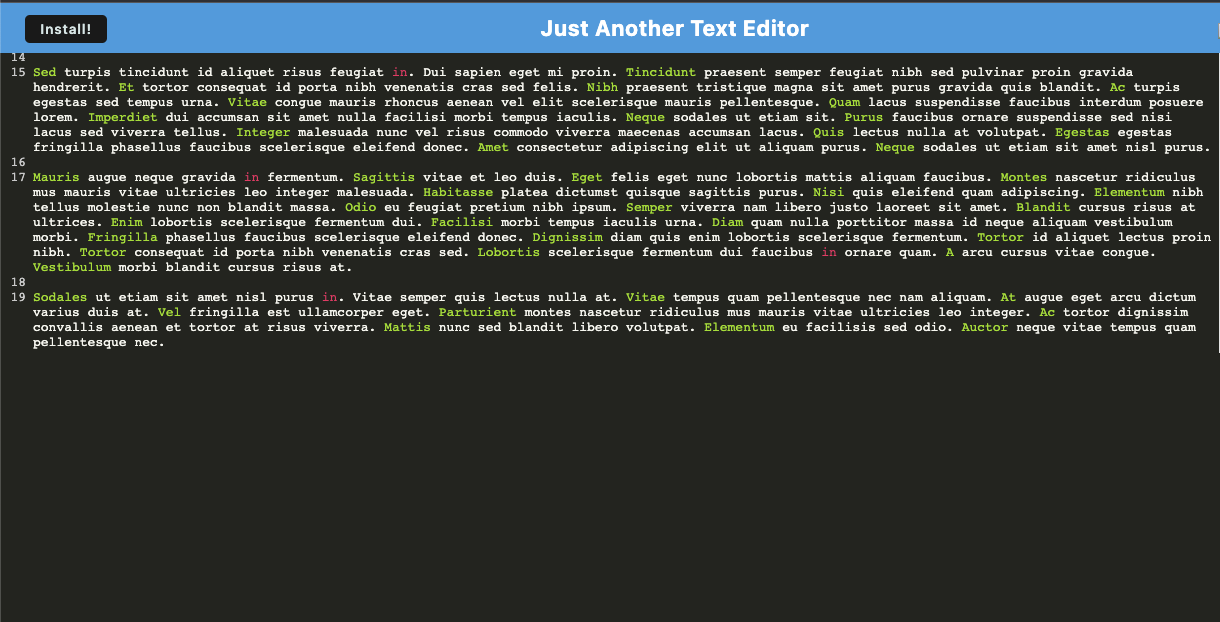 Install!
Just Another Text Editor
14
15 Sed turpis tincidunt id aliquet risus feugiat in. Dui sapien eget mi proin. Tincidunt praesent semper feugiat nibh sed pulvinar proin gravida
hendrerit. Et tortor consequat id porta nibh venenatis cras sed felis. Nibh praesent tristique magna sit amet purus gravida quis blandit. Ac turpis
egestas sed tempus urna. Vitae congue mauris rhoncus aenean vel elit scelerisque mauris pellentesque. Quam lacus suspendisse faucibus interdum posuere
lorem. Imperdiet dui accumsan sit amet nulla facilisi morbi tempus iaculis. Neque sodales ut etiam sit. Purus faucibus ornare suspendisse sed nisi
lacus sed viverra tellus. Integer malesuada nunc vel risus commodo viverra maecenas accumsan lacus. Quis lectus nulla at volutpat. Egestas egestas
fringilla phasellus faucibus scelerisque eleifend donec. Amet consectetur adipiscing elit ut aliquam purus. Neque sodales ut etiam sit amet nisl purus.
16
17 Mauris augue neque gravida in fermentum. Sagittis vitae et leo duis. Eget felis eget nunc lobortis mattis aliquam faucibus. Montes nascetur ridiculus
mus mauris vitae ultricies leo integer malesuada. Habitasse platea dictumst quisque sagittis purus. Nisi quis eleifend quam adipiscing. Elementum nibh
tellus molestie nunc non blandit massa. Odio eu feugiat pretium nibh ipsum. Semper viverra nam libero justo laoreet sit amet. Blandit cursus risus at
ultrices. Enim lobortis scelerisque fermentum dui. Facilisi morbi tempus iaculis urna. Diam quam nulla porttitor massa id neque aliquam vestibulum
morbi. Fringilla phasellus faucibus scelerisque eleifend donec. Dignissim diam quis enim lobortis scelerisque fermentum. Tortor id aliquet lectus proin
nibh. Tortor consequat id porta nibh venenatis cras sed. Lobortis scelerisque fermentum dui faucibus in ornare quam. A arcu cursus vitae congue.
Vestibulum morbi blandit cursus risus at.
18
19 Sodales ut etiam sit amet nisl purus in. Vitae semper quis lectus nulla at. Vitae tempus quam pellentesque nec nam aliquam. At augue eget arcu dictum
varius duis at. Vel fringilla est ullamcorper eget. Parturient montes nascetur ridiculus mus mauris vitae ultricies leo integer. Ac tortor dignissim
convallis aenean et tortor at risus viverra. Mattis nunc sed blandit libero volutpat. Elementum eu facilisis sed odio. Auctor neque vitae tempus quam
pellentesque nec.